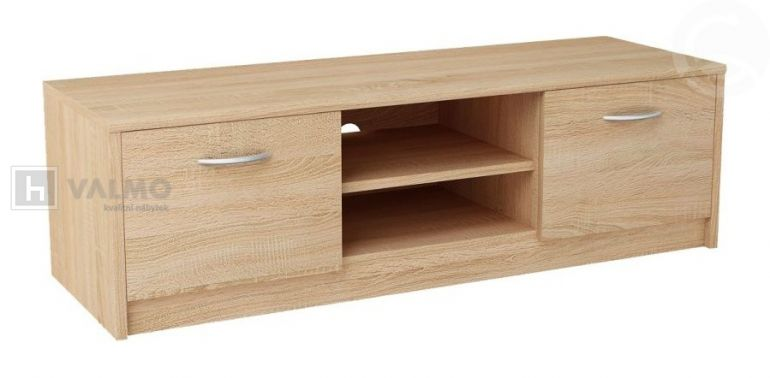 H VALMO
kvalitní nábytek